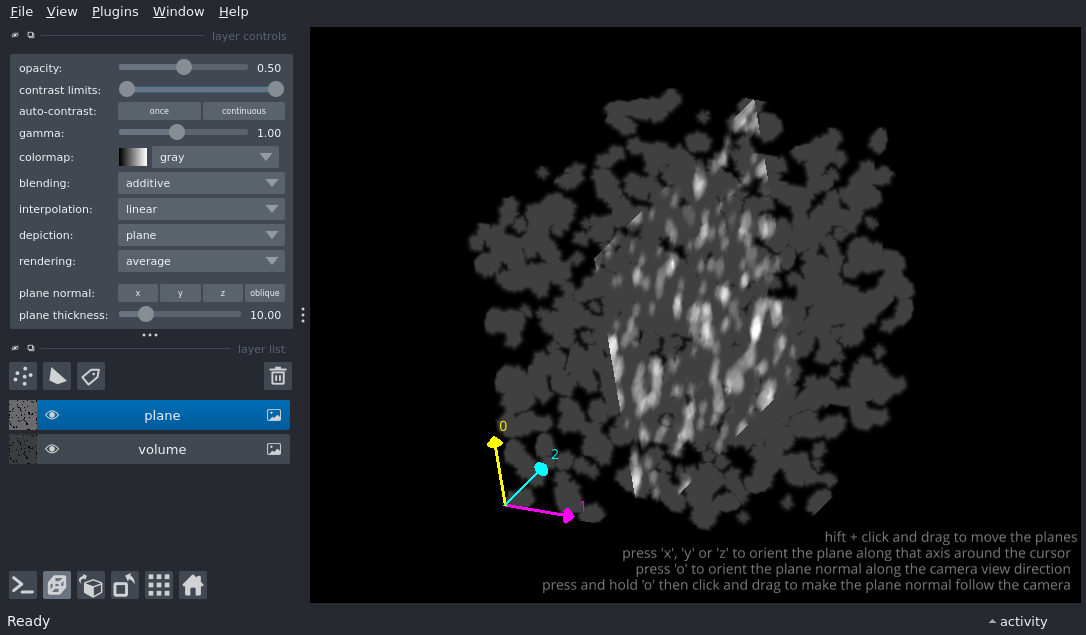 File View Plugins Window Help
layer controls
opacity: 0.50
contrast limits:
auto-contrast: once continuous
gamma: 1.00
colormap: gray
blending: additive
interpolation: linear
depiction: plane
rendering: average
plane normal: x y z oblique
plane thickness: 10.00
layer list
plane
volume
0
2
1
hift + click and drag to move the planes
press 'x', 'y' or 'z' to orient the plane along that axis around the cursor
press 'o' to orient the plane normal along the camera view direction
press and hold 'o' then click and drag to make the plane normal follow the camera
Ready activity